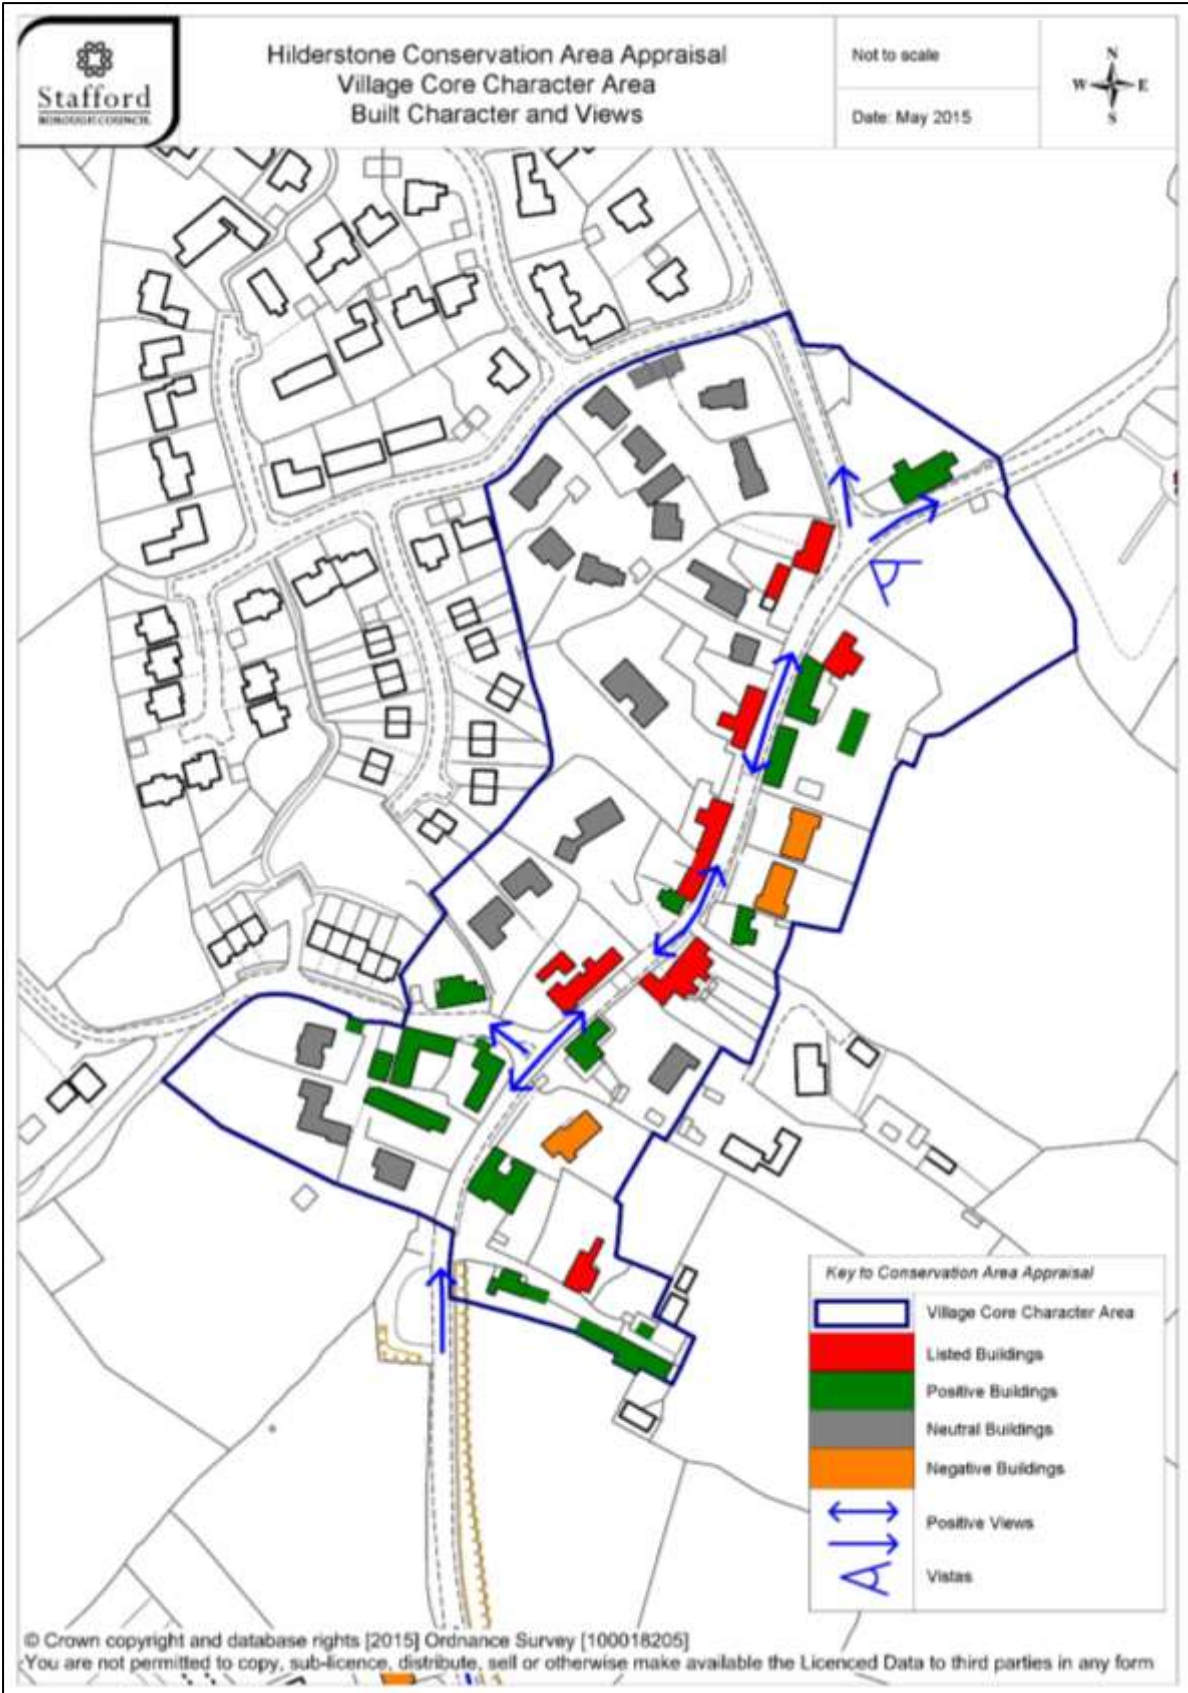 Stafford
BOROUGH COUNCIL
Hilderstone Conservation Area Appraisal
Village Core Character Area
Built Character and Views
Not to scale
Date: May 2015
N
W
E
S
Key to Conservation Area Appraisal
Village Core Character Area
Listed Buildings
Positive Buildings
Neutral Buildings
Negative Buildings
Positive Views
Vistas
© Crown copyright and database rights [2015] Ordnance Survey [100018205]
You are not permitted to copy, sub-licence, distribute, sell or otherwise make available the Licenced Data to third parties in any form